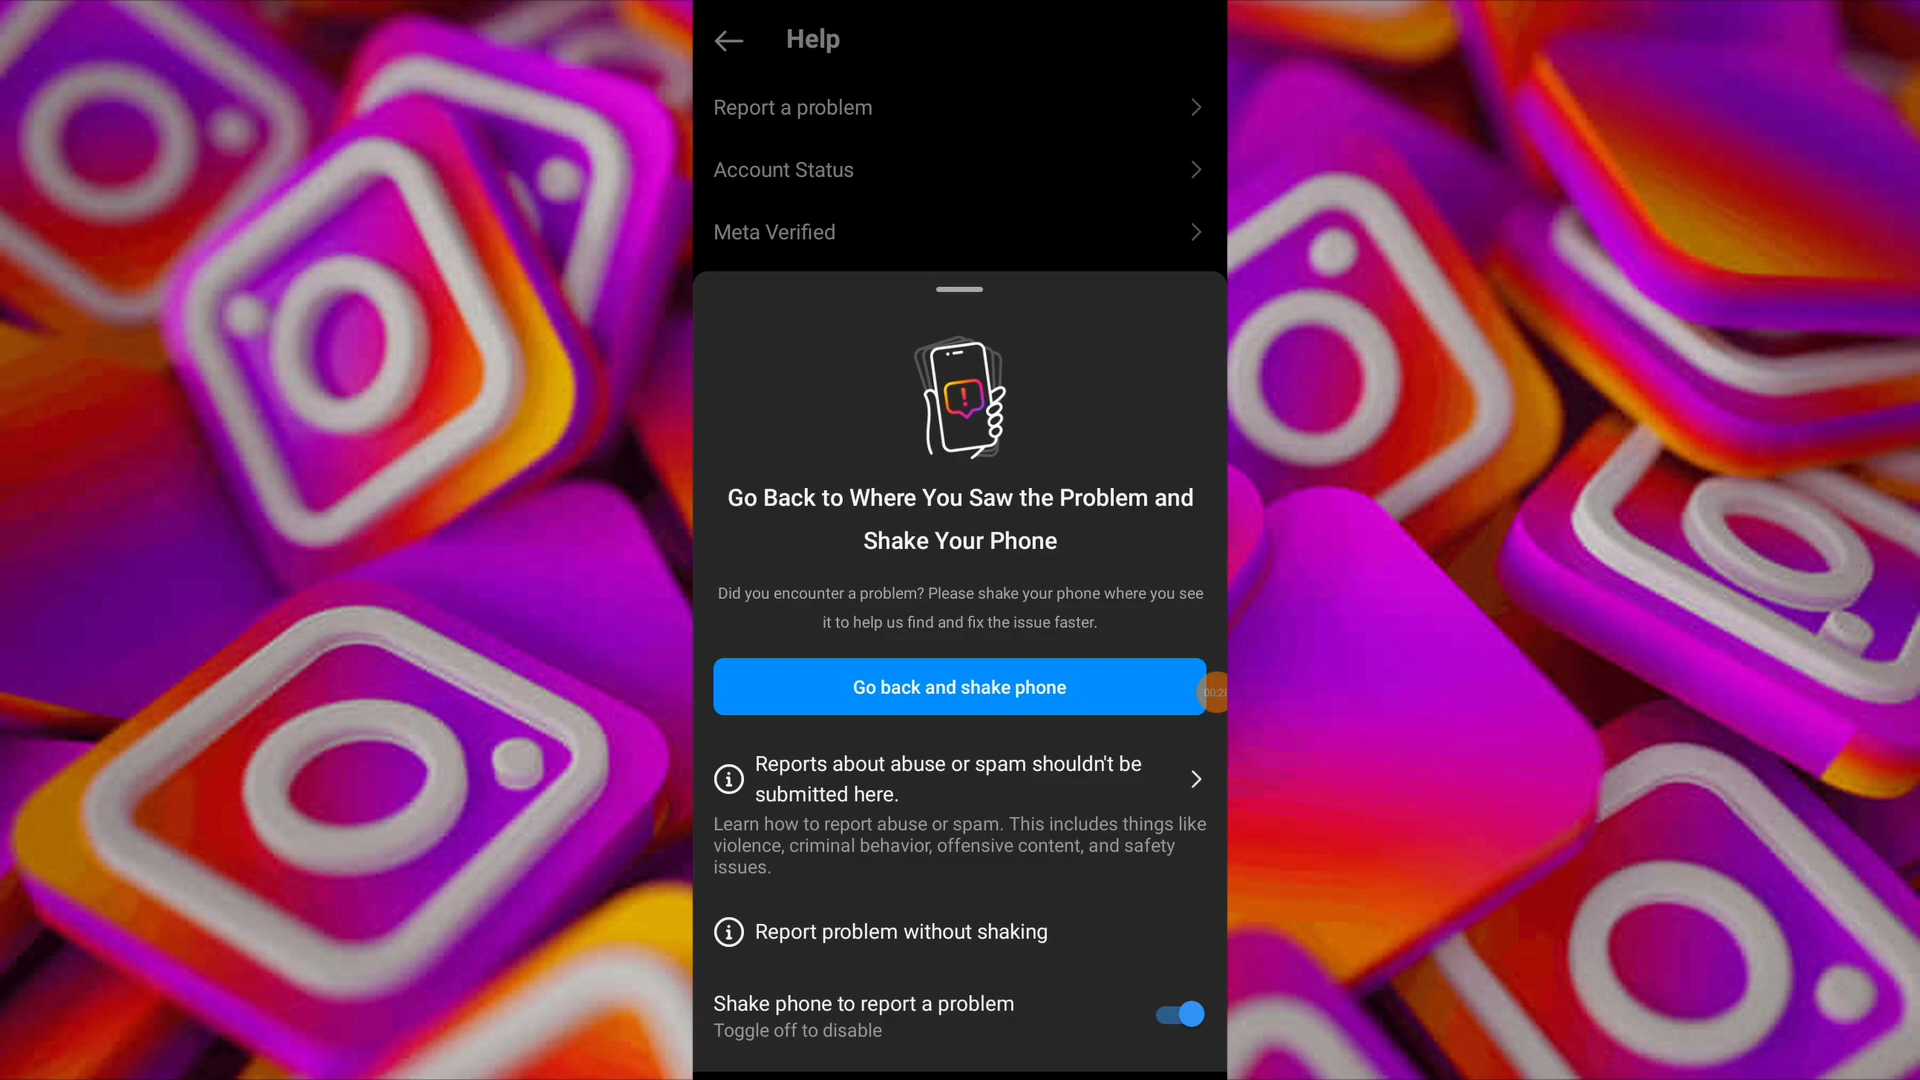 Help
Report a problem
Account Status
Meta Verified
Go Back to Where You Saw the Problem and
Shake Your Phone
Did you encounter a problem? Please shake your phone where you see
it to help us find and fix the issue faster.
Go back and shake phone
Reports about abuse or spam shouldn't be
submitted here.
Learn how to report abuse or spam. This includes things like
violence, criminal behavior, offensive content, and safety
issues.
Report problem without shaking
Shake phone to report a problem
Toggle off to disable